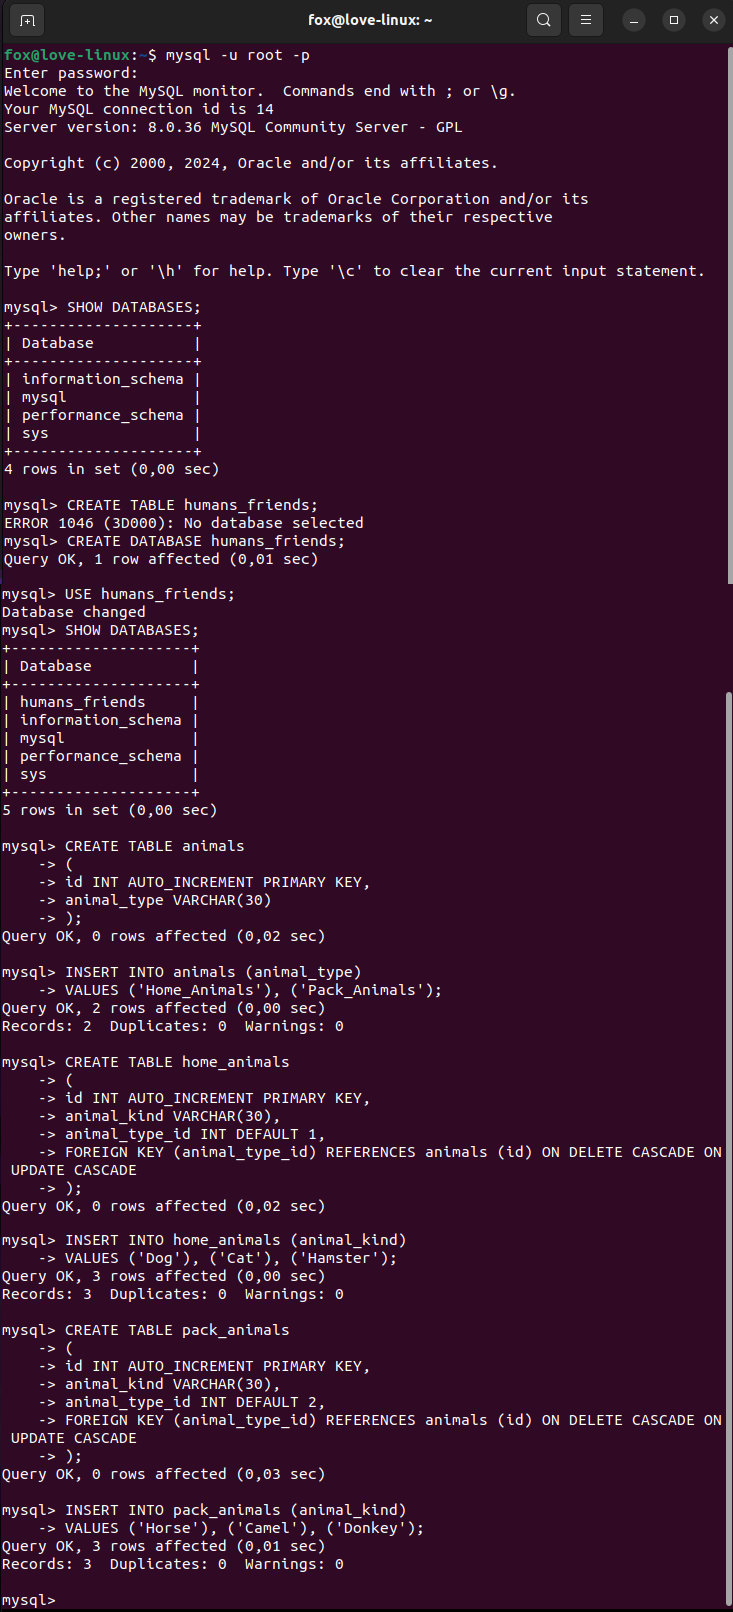 fox@love-linux: ~
fox@love-linux:~$ mysql -u root -p
Enter password:
Welcome to the MySQL monitor.  Commands end with ; or \g.
Your MySQL connection id is 14
Server version: 8.0.36 MySQL Community Server - GPL

Copyright (c) 2000, 2024, Oracle and/or its affiliates.

Oracle is a registered trademark of Oracle Corporation and/or its
affiliates. Other names may be trademarks of their respective
owners.

Type 'help;' or '\h' for help. Type '\c' to clear the current input statement.

mysql> SHOW DATABASES;
+--------------------+
| Database           |
+--------------------+
| information_schema |
| mysql              |
| performance_schema |
| sys                |
+--------------------+
4 rows in set (0,00 sec)

mysql> CREATE TABLE humans_friends;
ERROR 1046 (3D000): No database selected
mysql> CREATE DATABASE humans_friends;
Query OK, 1 row affected (0,01 sec)

mysql> USE humans_friends;
Database changed
mysql> SHOW DATABASES;
+--------------------+
| Database           |
+--------------------+
| humans_friends     |
| information_schema |
| mysql              |
| performance_schema |
| sys                |
+--------------------+
5 rows in set (0,00 sec)

mysql> CREATE TABLE animals
    -> (
    -> id INT AUTO_INCREMENT PRIMARY KEY,
    -> animal_type VARCHAR(30)
    -> );
Query OK, 0 rows affected (0,02 sec)

mysql> INSERT INTO animals (animal_type)
    -> VALUES ('Home_Animals'), ('Pack_Animals');
Query OK, 2 rows affected (0,00 sec)
Records: 2  Duplicates: 0  Warnings: 0

mysql> CREATE TABLE home_animals
    -> (
    -> id INT AUTO_INCREMENT PRIMARY KEY,
    -> animal_kind VARCHAR(30),
    -> animal_type_id INT DEFAULT 1,
    -> FOREIGN KEY (animal_type_id) REFERENCES animals (id) ON DELETE CASCADE ON
 UPDATE CASCADE
    -> );
Query OK, 0 rows affected (0,02 sec)

mysql> INSERT INTO home_animals (animal_kind)
    -> VALUES ('Dog'), ('Cat'), ('Hamster');
Query OK, 3 rows affected (0,00 sec)
Records: 3  Duplicates: 0  Warnings: 0

mysql> CREATE TABLE pack_animals
    -> (
    -> id INT AUTO_INCREMENT PRIMARY KEY,
    -> animal_kind VARCHAR(30),
    -> animal_type_id INT DEFAULT 2,
    -> FOREIGN KEY (animal_type_id) REFERENCES animals (id) ON DELETE CASCADE ON
 UPDATE CASCADE
    -> );
Query OK, 0 rows affected (0,03 sec)

mysql> INSERT INTO pack_animals (animal_kind)
    -> VALUES ('Horse'), ('Camel'), ('Donkey');
Query OK, 3 rows affected (0,01 sec)
Records: 3  Duplicates: 0  Warnings: 0

mysql>